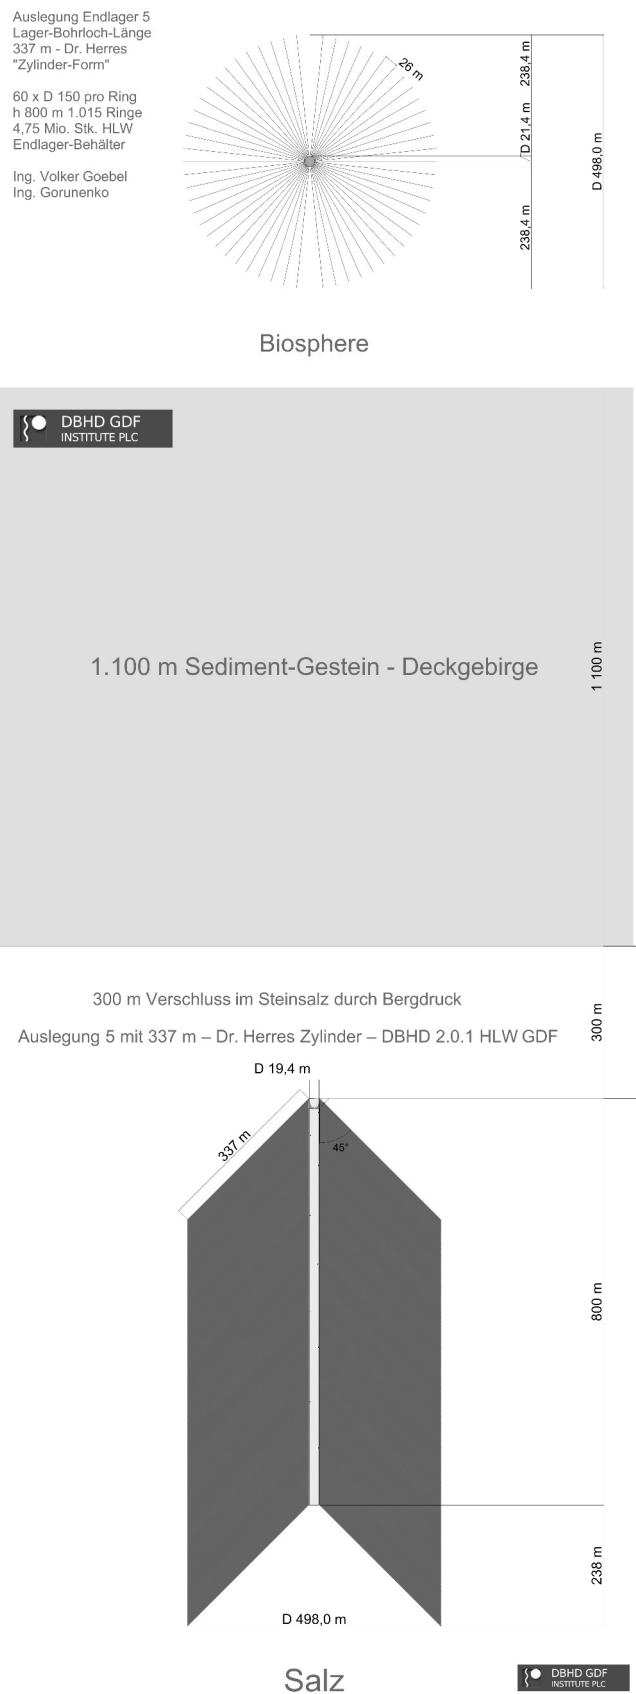 Auslegung Endlager 5
Lager-Bohrloch-Länge
337 m - Dr. Herres
"Zylinder-Form"
60 x D 150 pro Ring
h 800 m 1.015 Ringe
4,75 Mio. Stk. HLW
Endlager-Behälter
Ing. Volker Goebel
Ing. Gorunenko
26 m
238,4 m
D 21,4 m
238,4 m
D 498,0 m
Biosphere
DBHD GDF
INSTITUTE PLC
1.100 m Sediment-Gestein - Deckgebirge
1 100 m
300 m Verschluss im Steinsalz durch Bergdruck
300 m
Auslegung 5 mit 337 m – Dr. Herres Zylinder – DBHD 2.0.1 HLW GDF
D 19,4 m
337 m
45°
800 m
238 m
D 498,0 m
Salz
DBHD GDF
INSTITUTE PLC